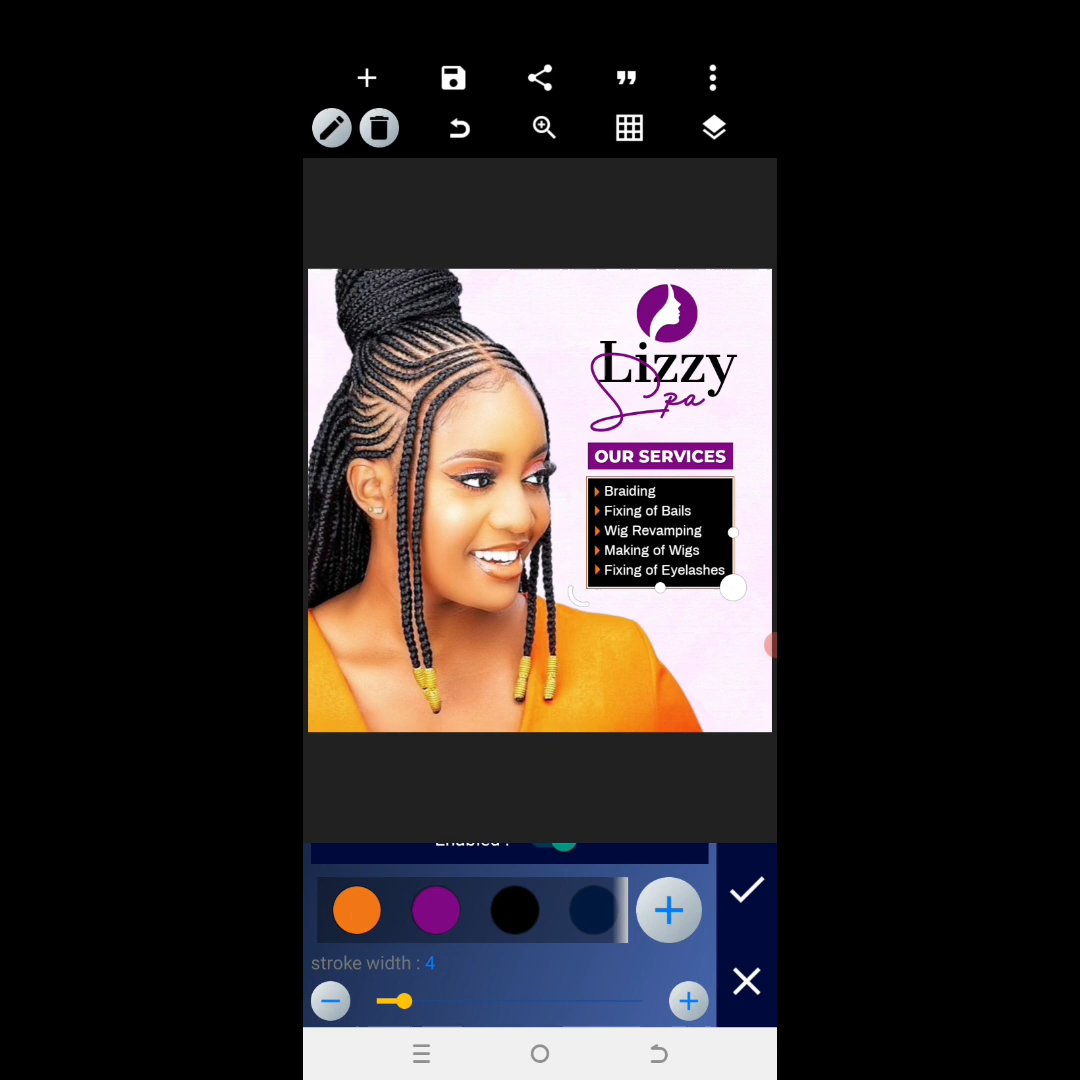 Lizzy
Spa
OUR SERVICES
Braiding
Fixing of Bails
Wig Revamping
Making of Wigs
Fixing of Eyelashes
Enabled :
stroke width : 4